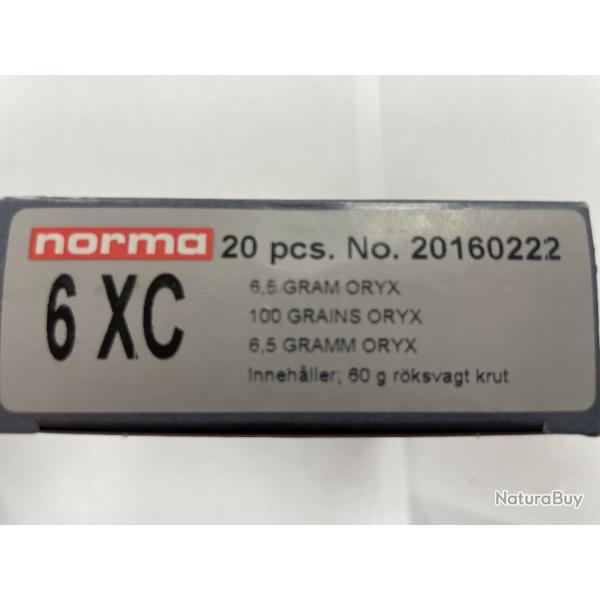 norma 20 pcs. No. 20160222
6 XC
6,5 GRAM ORYX
100 GRAINS ORYX
6,5 GRAMM ORYX
Innehåller; 60 g röksvagt krut
NaturaBuy